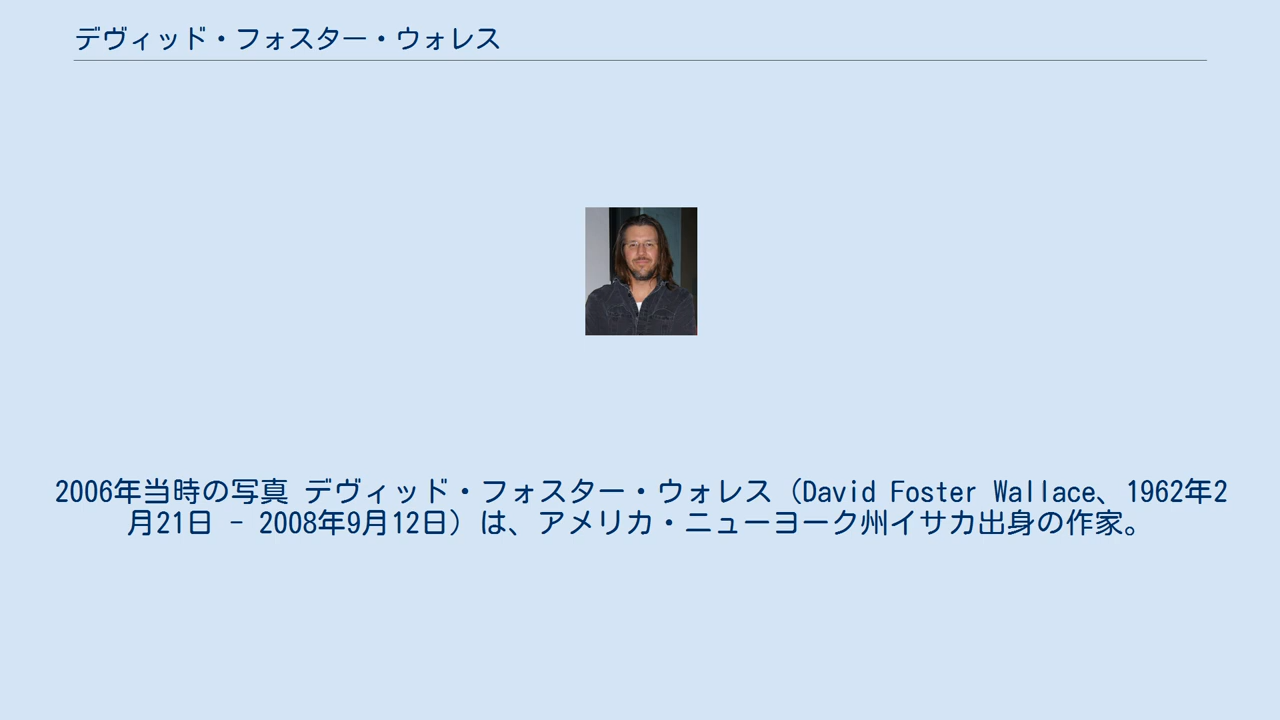 デヴィッド・フォスター・ウォレス
2006年当時の写真 デヴィッド・フォスター・ウォレス（David Foster Wallace、1962年2
月21日 - 2008年9月12日）は、アメリカ・ニューヨーク州イサカ出身の作家。